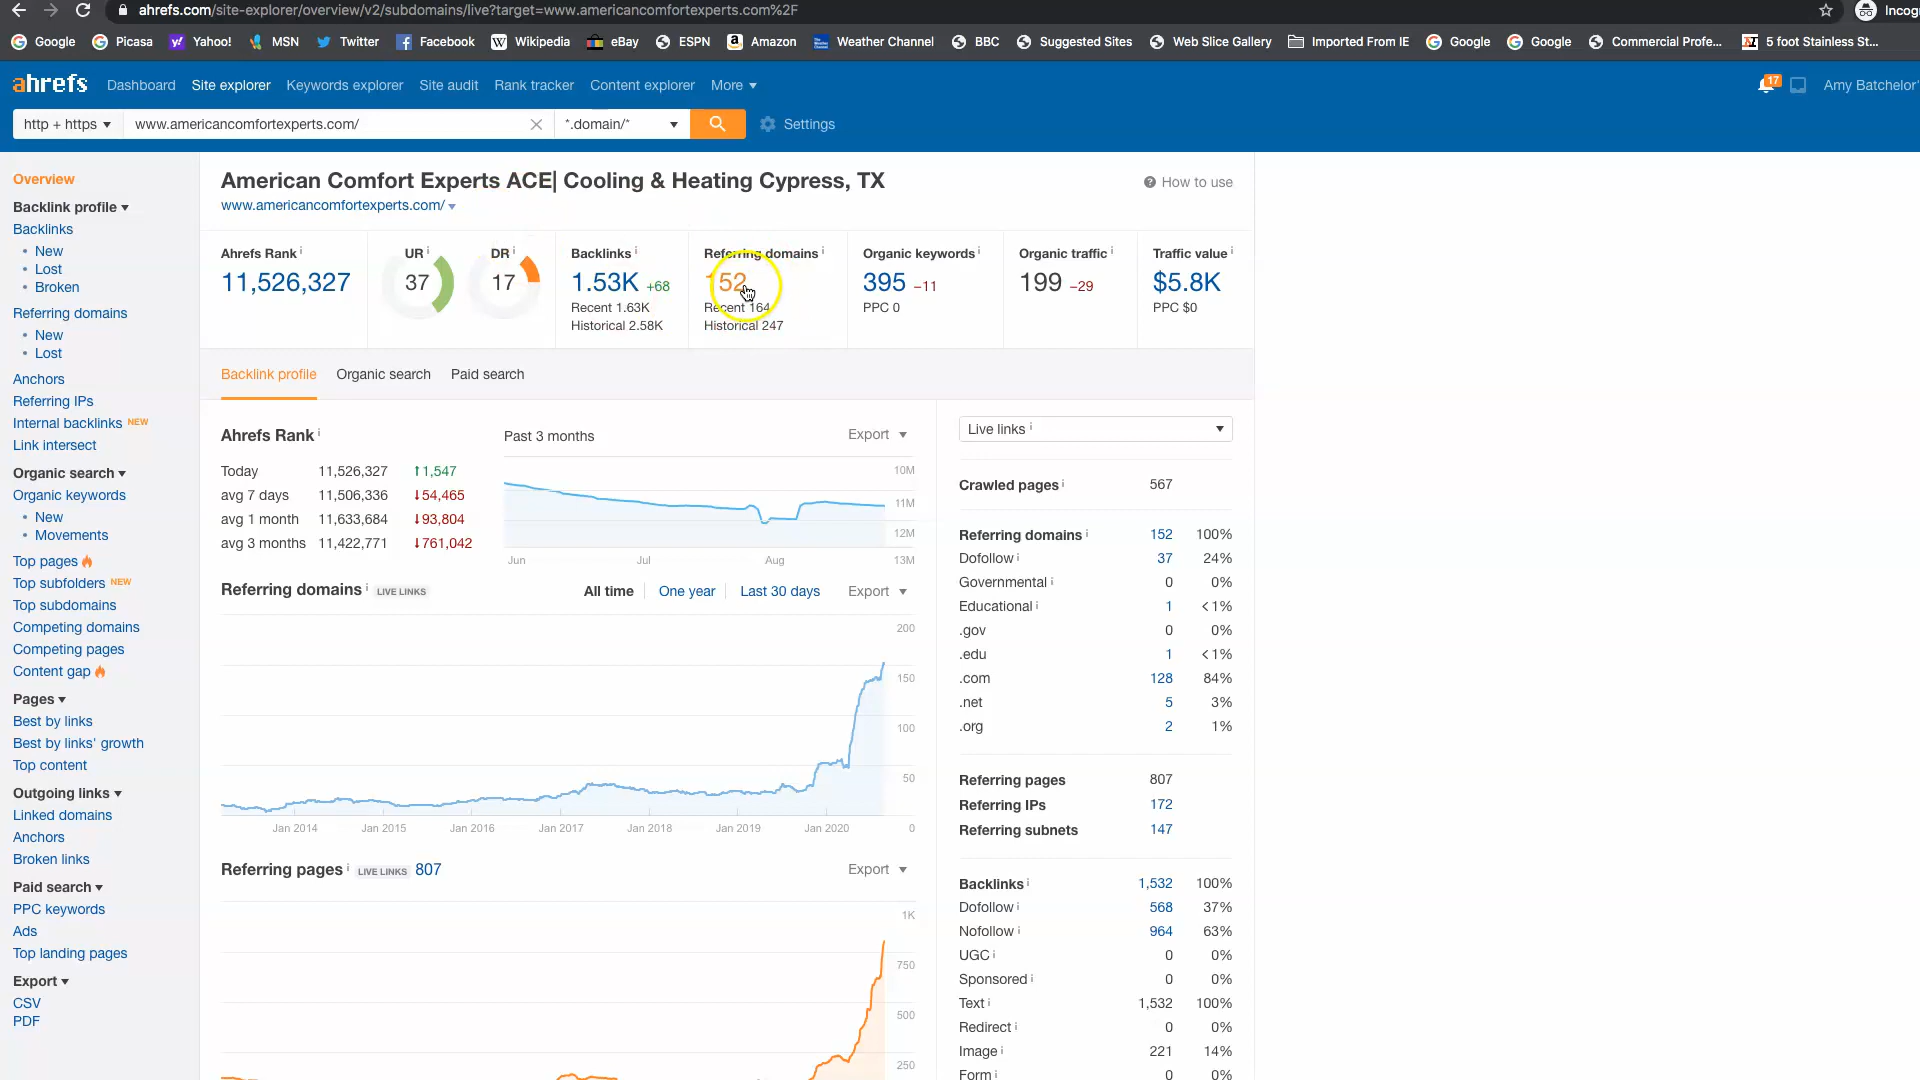 ahrefs.com/site-explorer/overview/v2/subdomains/live?target=www.americancomfortexperts.com%2F
Incog
Google Picasa Yahoo! MSN Twitter Facebook Wikipedia eBay ESPN Amazon Weather Channel BBC Suggested Sites Web Slice Gallery Imported From IE Google Google Commercial Profe... 5 foot Stainless St...
ahrefs Dashboard Site explorer Keywords explorer Site audit Rank tracker Content explorer More 17 Amy Batchelor'
http + https www.americancomfortexperts.com/ *.domain/* Settings
Overview
Backlink profile
Backlinks
• New
• Lost
• Broken
Referring domains
• New
• Lost
Anchors
Referring IPs
Internal backlinks NEW
Link intersect
Organic search
Organic keywords
• New
• Movements
Top pages
Top subfolders NEW
Top subdomains
Competing domains
Competing pages
Content gap
Pages
Best by links
Best by links' growth
Top content
Outgoing links
Linked domains
Anchors
Broken links
Paid search
PPC keywords
Ads
Top landing pages
Export
CSV
PDF
American Comfort Experts ACE| Cooling & Heating Cypress, TX
How to use
www.americancomfortexperts.com/
Ahrefs Rank
11,526,327
UR
37
DR
17
Backlinks
1.53K +68
Recent 1.63K
Historical 2.58K
Referring domains
152
Recent 164
Historical 247
Organic keywords
395 −11
PPC 0
Organic traffic
199 −29
Traffic value
$5.8K
PPC $0
Backlink profile Organic search Paid search
Ahrefs Rank
Past 3 months
Export
Today 11,526,327 ↑1,547
avg 7 days 11,506,336 ↓54,465
avg 1 month 11,633,684 ↓93,804
avg 3 months 11,422,771 ↓761,042
10M
11M
12M
13M
Jun Jul Aug
Referring domains LIVE LINKS
All time One year Last 30 days Export
200
150
100
50
0
Jan 2014 Jan 2015 Jan 2016 Jan 2017 Jan 2018 Jan 2019 Jan 2020
Referring pages LIVE LINKS 807
Export
1K
750
500
250
Live links
Crawled pages 567
Referring domains 152 100%
Dofollow 37 24%
Governmental 0 0%
Educational 1 <1%
.gov 0 0%
.edu 1 <1%
.com 128 84%
.net 5 3%
.org 2 1%
Referring pages 807
Referring IPs 172
Referring subnets 147
Backlinks 1,532 100%
Dofollow 568 37%
Nofollow 964 63%
UGC 0 0%
Sponsored 0 0%
Text 1,532 100%
Redirect 0 0%
Image 221 14%
Form 0 0%